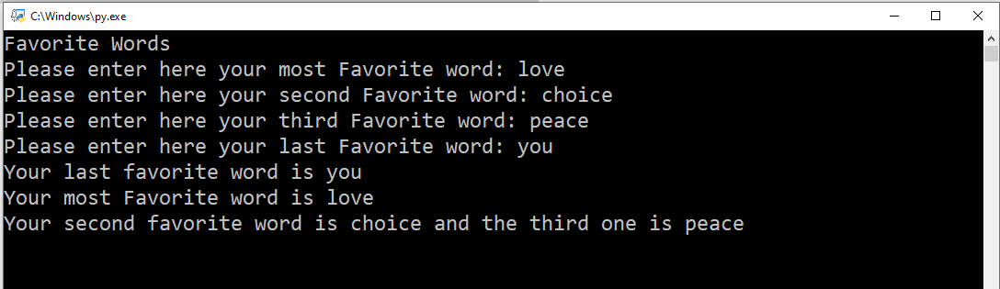 C:\Windows\py.exe
Favorite Words
Please enter here your most Favorite word: love
Please enter here your second Favorite word: choice
Please enter here your third Favorite word: peace
Please enter here your last Favorite word: you
Your last favorite word is you
Your most Favorite word is love
Your second favorite word is choice and the third one is peace